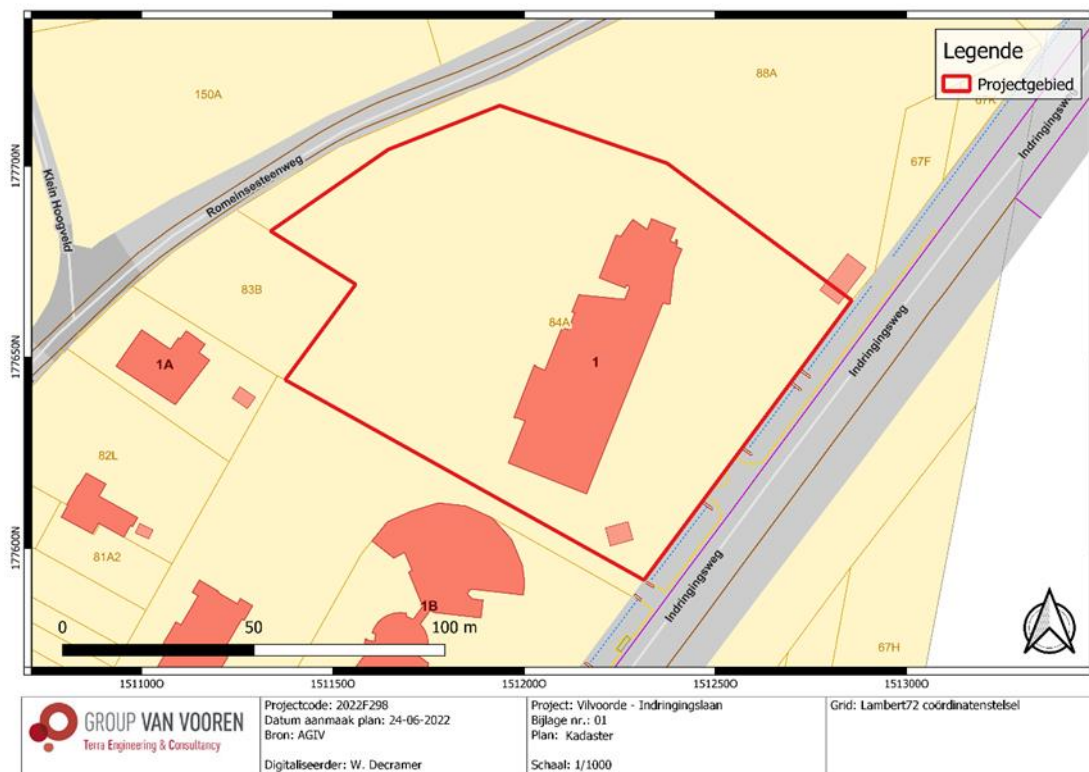 Legende
Projectgebied
150A
88A
67K
67F
Indringingsweg
Romeinsesteenweg
Klein Hoogveld
177700N
83B
84A
1
Indringingsweg
1A
177650N
82L
81A2
177600N
Indringingsweg
1B
67H
0 50 100 m
151100O 151150O 151200O 151250O 151300O
GROUP VAN VOOREN
Terra Engineering & Consultancy
Projectcode: 2022F298
Datum aanmaak plan: 24-06-2022
Bron: AGIV
Digitaliseerder: W. Decramer
Project: Vilvoorde - Indringingslaan
Bijlage nr.: 01
Plan: Kadaster
Schaal: 1/1000
Grid: Lambert72 coördinatenstelsel